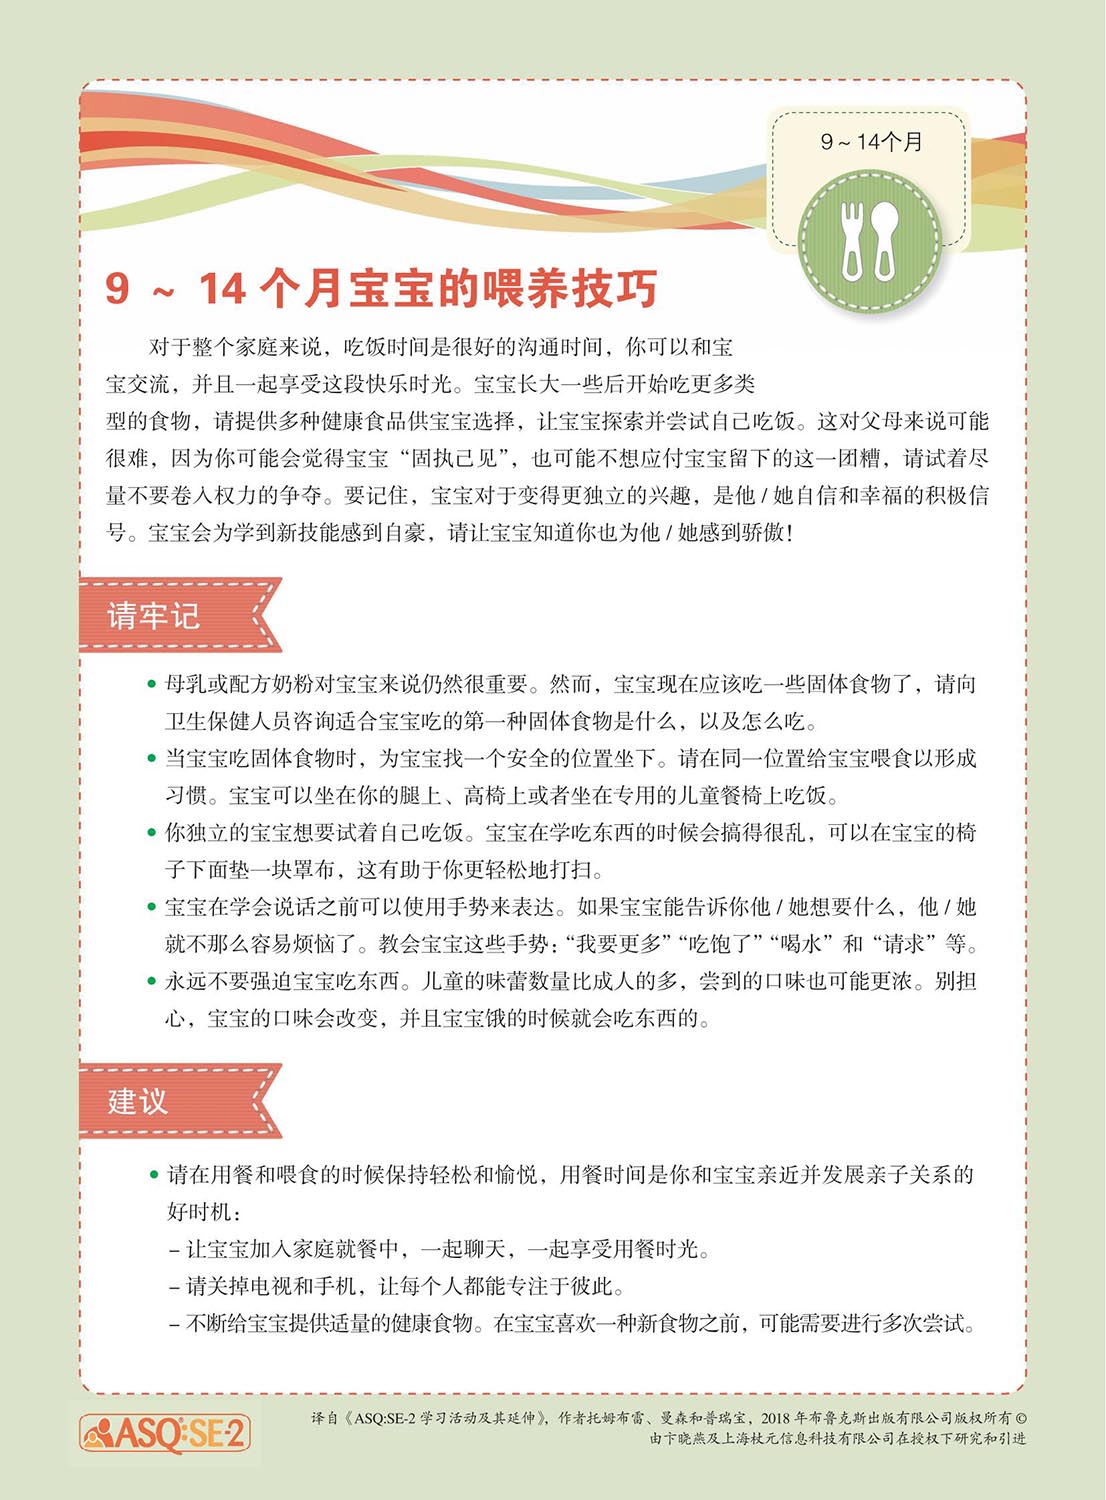 9 ~ 14个月
9 ~ 14 个月宝宝的喂养技巧
对于整个家庭来说，吃饭时间是很好的沟通时间，你可以和宝
宝交流，并且一起享受这段快乐时光。宝宝长大一些后开始吃更多类
型的食物，请提供多种健康食品供宝宝选择，让宝宝探索并尝试自己吃饭。这对父母来说可能
很难，因为你可能会觉得宝宝“固执己见”，也可能不想应付宝宝留下的这一团糟，请试着尽
量不要卷入权力的争夺。要记住，宝宝对于变得更独立的兴趣，是他 / 她自信和幸福的积极信
号。宝宝会为学到新技能感到自豪，请让宝宝知道你也为他 / 她感到骄傲！
请牢记
• 母乳或配方奶粉对宝宝来说仍然很重要。然而，宝宝现在应该吃一些固体食物了，请向
卫生保健人员咨询适合宝宝吃的第一种固体食物是什么，以及怎么吃。
• 当宝宝吃固体食物时，为宝宝找一个安全的位置坐下。请在同一位置给宝宝喂食以形成
习惯。宝宝可以坐在你的腿上、高椅上或者坐在专用的儿童餐椅上吃饭。
• 你独立的宝宝想要试着自己吃饭。宝宝在学吃东西的时候会搞得很乱，可以在宝宝的椅
子下面垫一块罩布，这有助于你更轻松地打扫。
• 宝宝在学会说话之前可以使用手势来表达。如果宝宝能告诉你他 / 她想要什么，他 / 她
就不那么容易烦恼了。教会宝宝这些手势：“我要更多”“吃饱了”“喝水”和“请求”等。
• 永远不要强迫宝宝吃东西。儿童的味蕾数量比成人的多，尝到的口味也可能更浓。别担
心，宝宝的口味会改变，并且宝宝饿的时候就会吃东西的。
建议
• 请在用餐和喂食的时候保持轻松和愉悦，用餐时间是你和宝宝亲近并发展亲子关系的
好时机：
– 让宝宝加入家庭就餐中，一起聊天，一起享受用餐时光。
– 请关掉电视和手机，让每个人都能专注于彼此。
– 不断给宝宝提供适量的健康食物。在宝宝喜欢一种新食物之前，可能需要进行多次尝试。
ASQ:SE-2
译自《ASQ:SE-2 学习活动及其延伸》，作者托姆布雷、曼森和普瑞宝，2018 年布鲁克斯出版有限公司版权所有 ©
由卞晓燕及上海杖元信息科技有限公司在授权下研究和引进